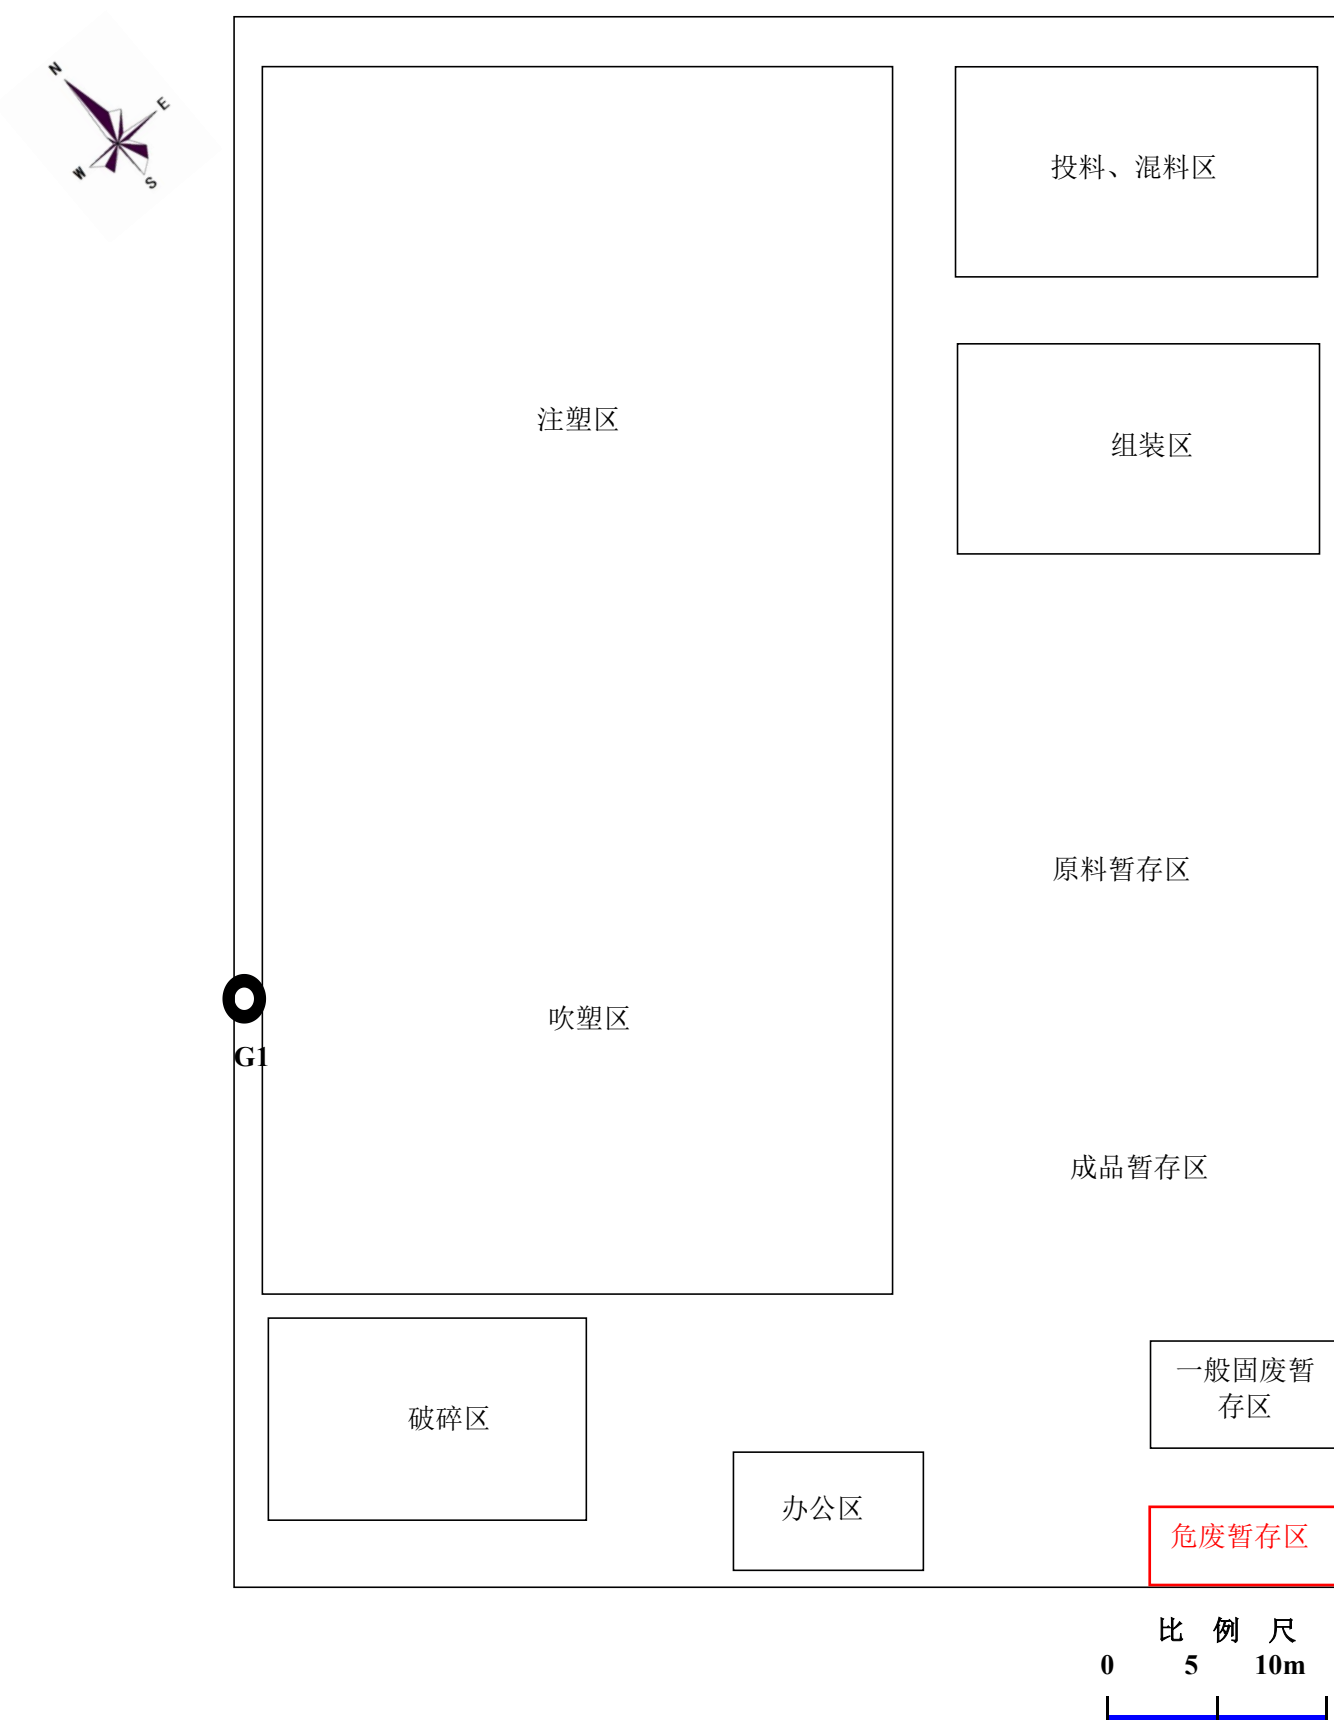 N
E
W
S
投料、混料区
注塑区
组装区
原料暂存区
吹塑区
G1
成品暂存区
一般固废暂
存区
破碎区
办公区
危废暂存区
比 例 尺
0 5 10m